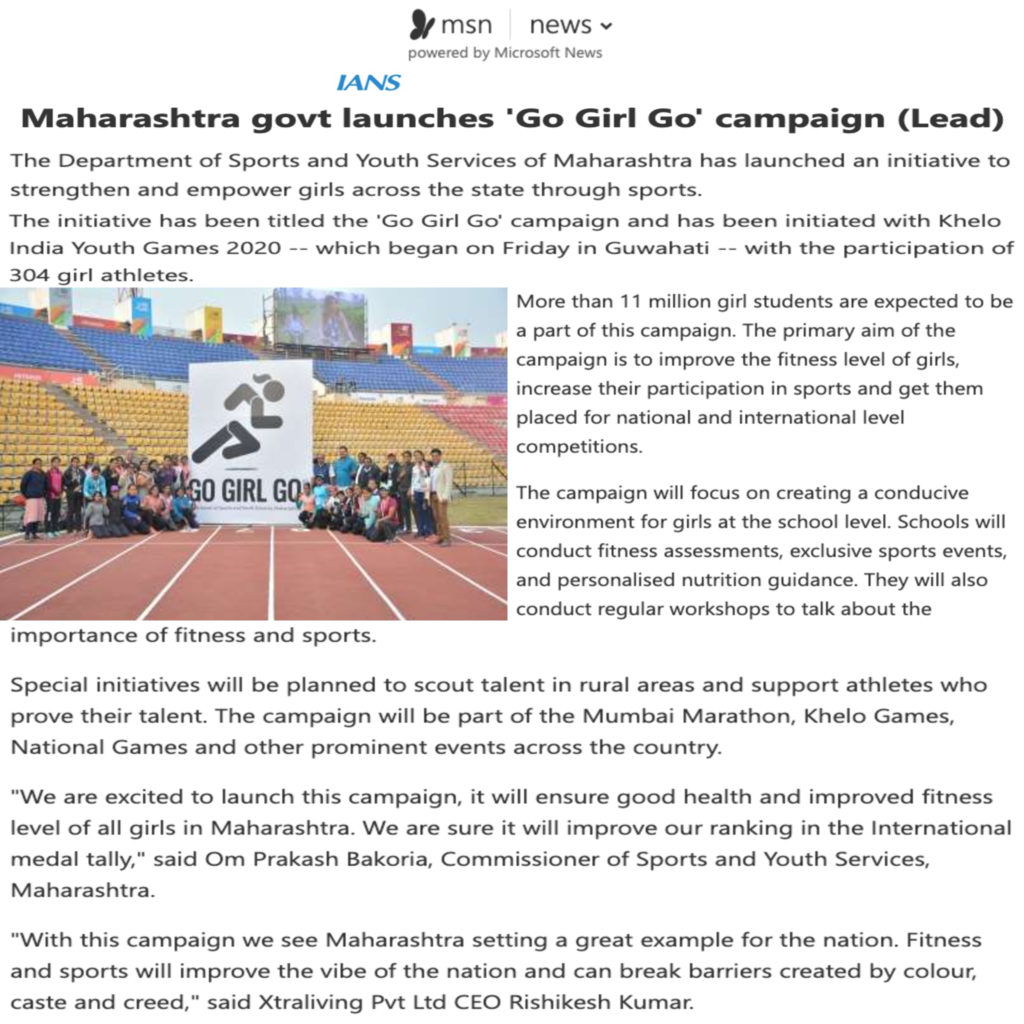 msn news
powered by Microsoft News
IANS
Maharashtra govt launches 'Go Girl Go' campaign (Lead)
The Department of Sports and Youth Services of Maharashtra has launched an initiative to
strengthen and empower girls across the state through sports.
The initiative has been titled the 'Go Girl Go' campaign and has been initiated with Khelo
India Youth Games 2020 -- which began on Friday in Guwahati -- with the participation of
304 girl athletes.
GO GIRL GO
More than 11 million girl students are expected to be
a part of this campaign. The primary aim of the
campaign is to improve the fitness level of girls,
increase their participation in sports and get them
placed for national and international level
competitions.
The campaign will focus on creating a conducive
environment for girls at the school level. Schools will
conduct fitness assessments, exclusive sports events,
and personalised nutrition guidance. They will also
conduct regular workshops to talk about the
importance of fitness and sports.
Special initiatives will be planned to scout talent in rural areas and support athletes who
prove their talent. The campaign will be part of the Mumbai Marathon, Khelo Games,
National Games and other prominent events across the country.
"We are excited to launch this campaign, it will ensure good health and improved fitness
level of all girls in Maharashtra. We are sure it will improve our ranking in the International
medal tally," said Om Prakash Bakoria, Commissioner of Sports and Youth Services,
Maharashtra.
"With this campaign we see Maharashtra setting a great example for the nation. Fitness
and sports will improve the vibe of the nation and can break barriers created by colour,
caste and creed," said Xtraliving Pvt Ltd CEO Rishikesh Kumar.